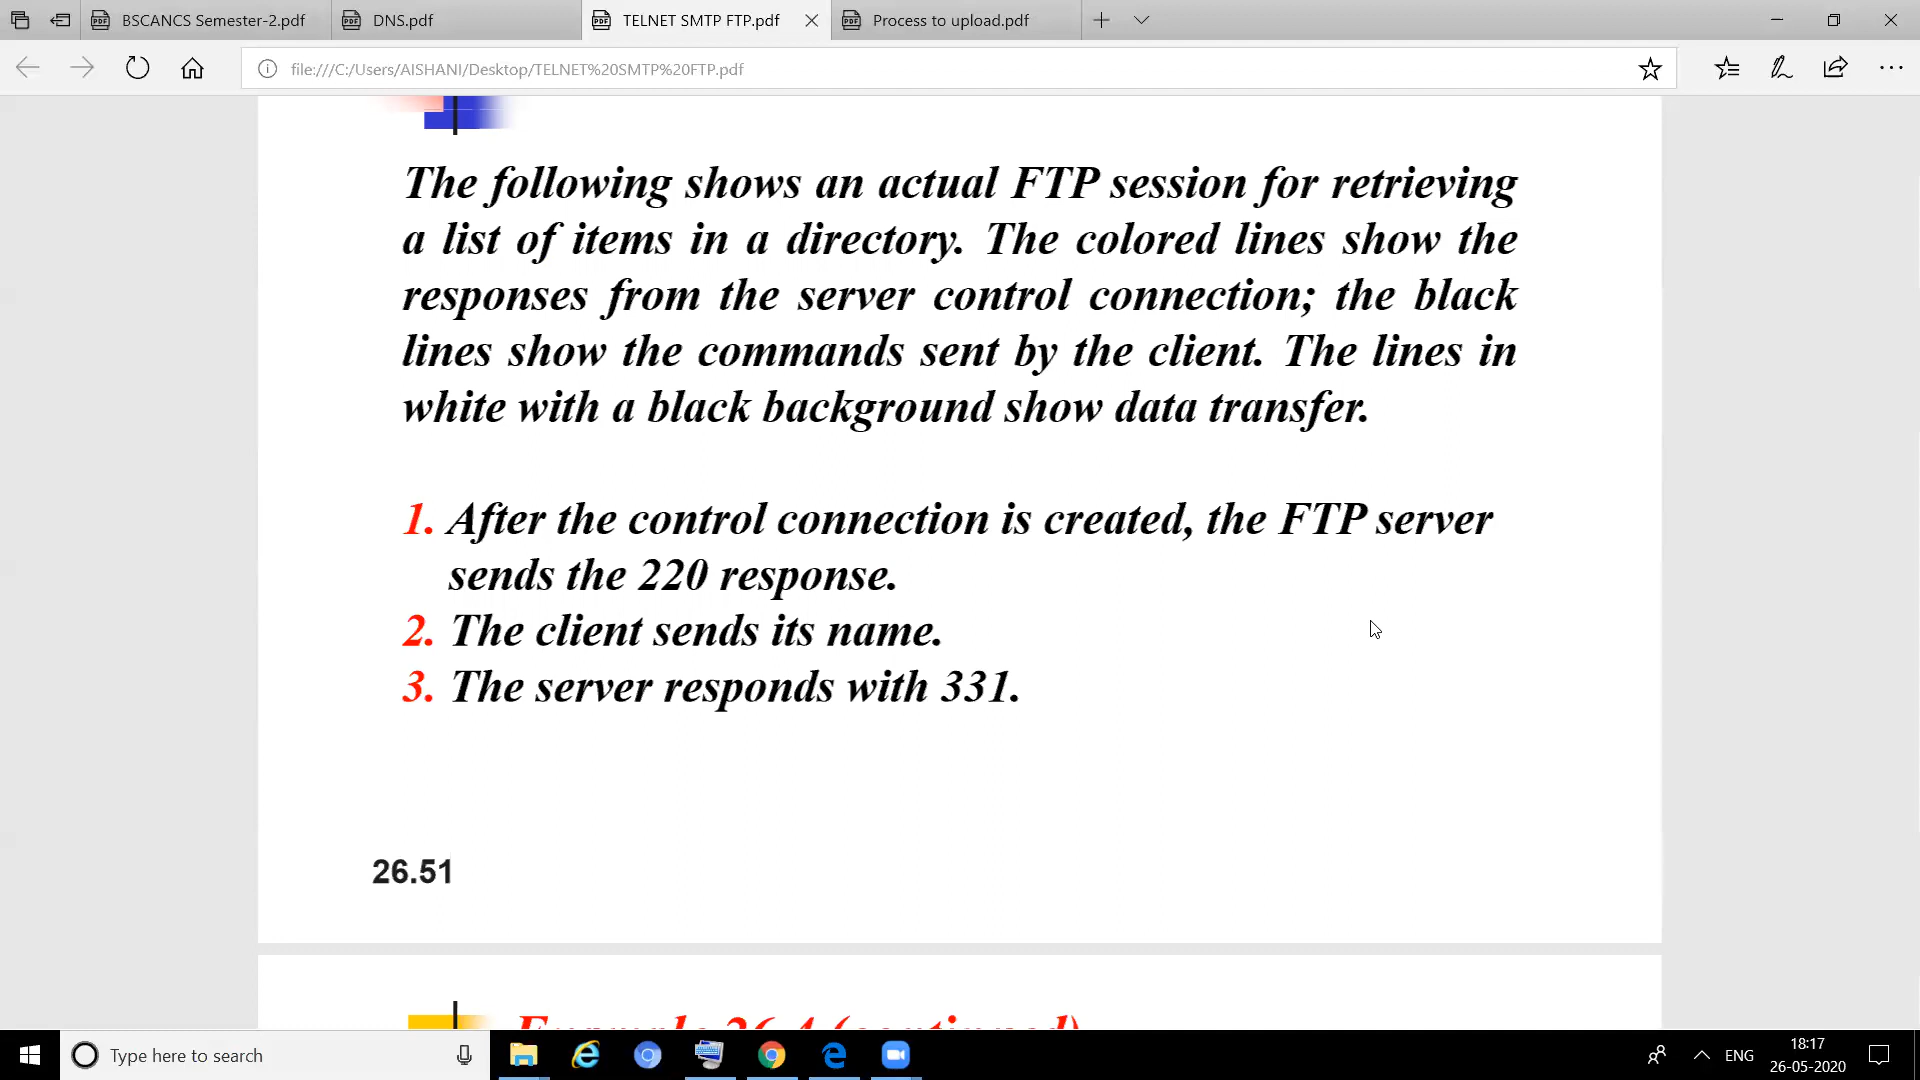 BSCANCS Semester-2.pdf
DNS.pdf
TELNET SMTP FTP.pdf
Process to upload.pdf
file:///C:/Users/AISHANI/Desktop/TELNET%20SMTP%20FTP.pdf
The following shows an actual FTP session for retrieving
a list of items in a directory. The colored lines show the
responses from the server control connection; the black
lines show the commands sent by the client. The lines in
white with a black background show data transfer.
1. After the control connection is created, the FTP server
sends the 220 response.
2. The client sends its name.
3. The server responds with 331.
26.51
Example 26.4 (continued)
Type here to search
ENG
18:17
26-05-2020